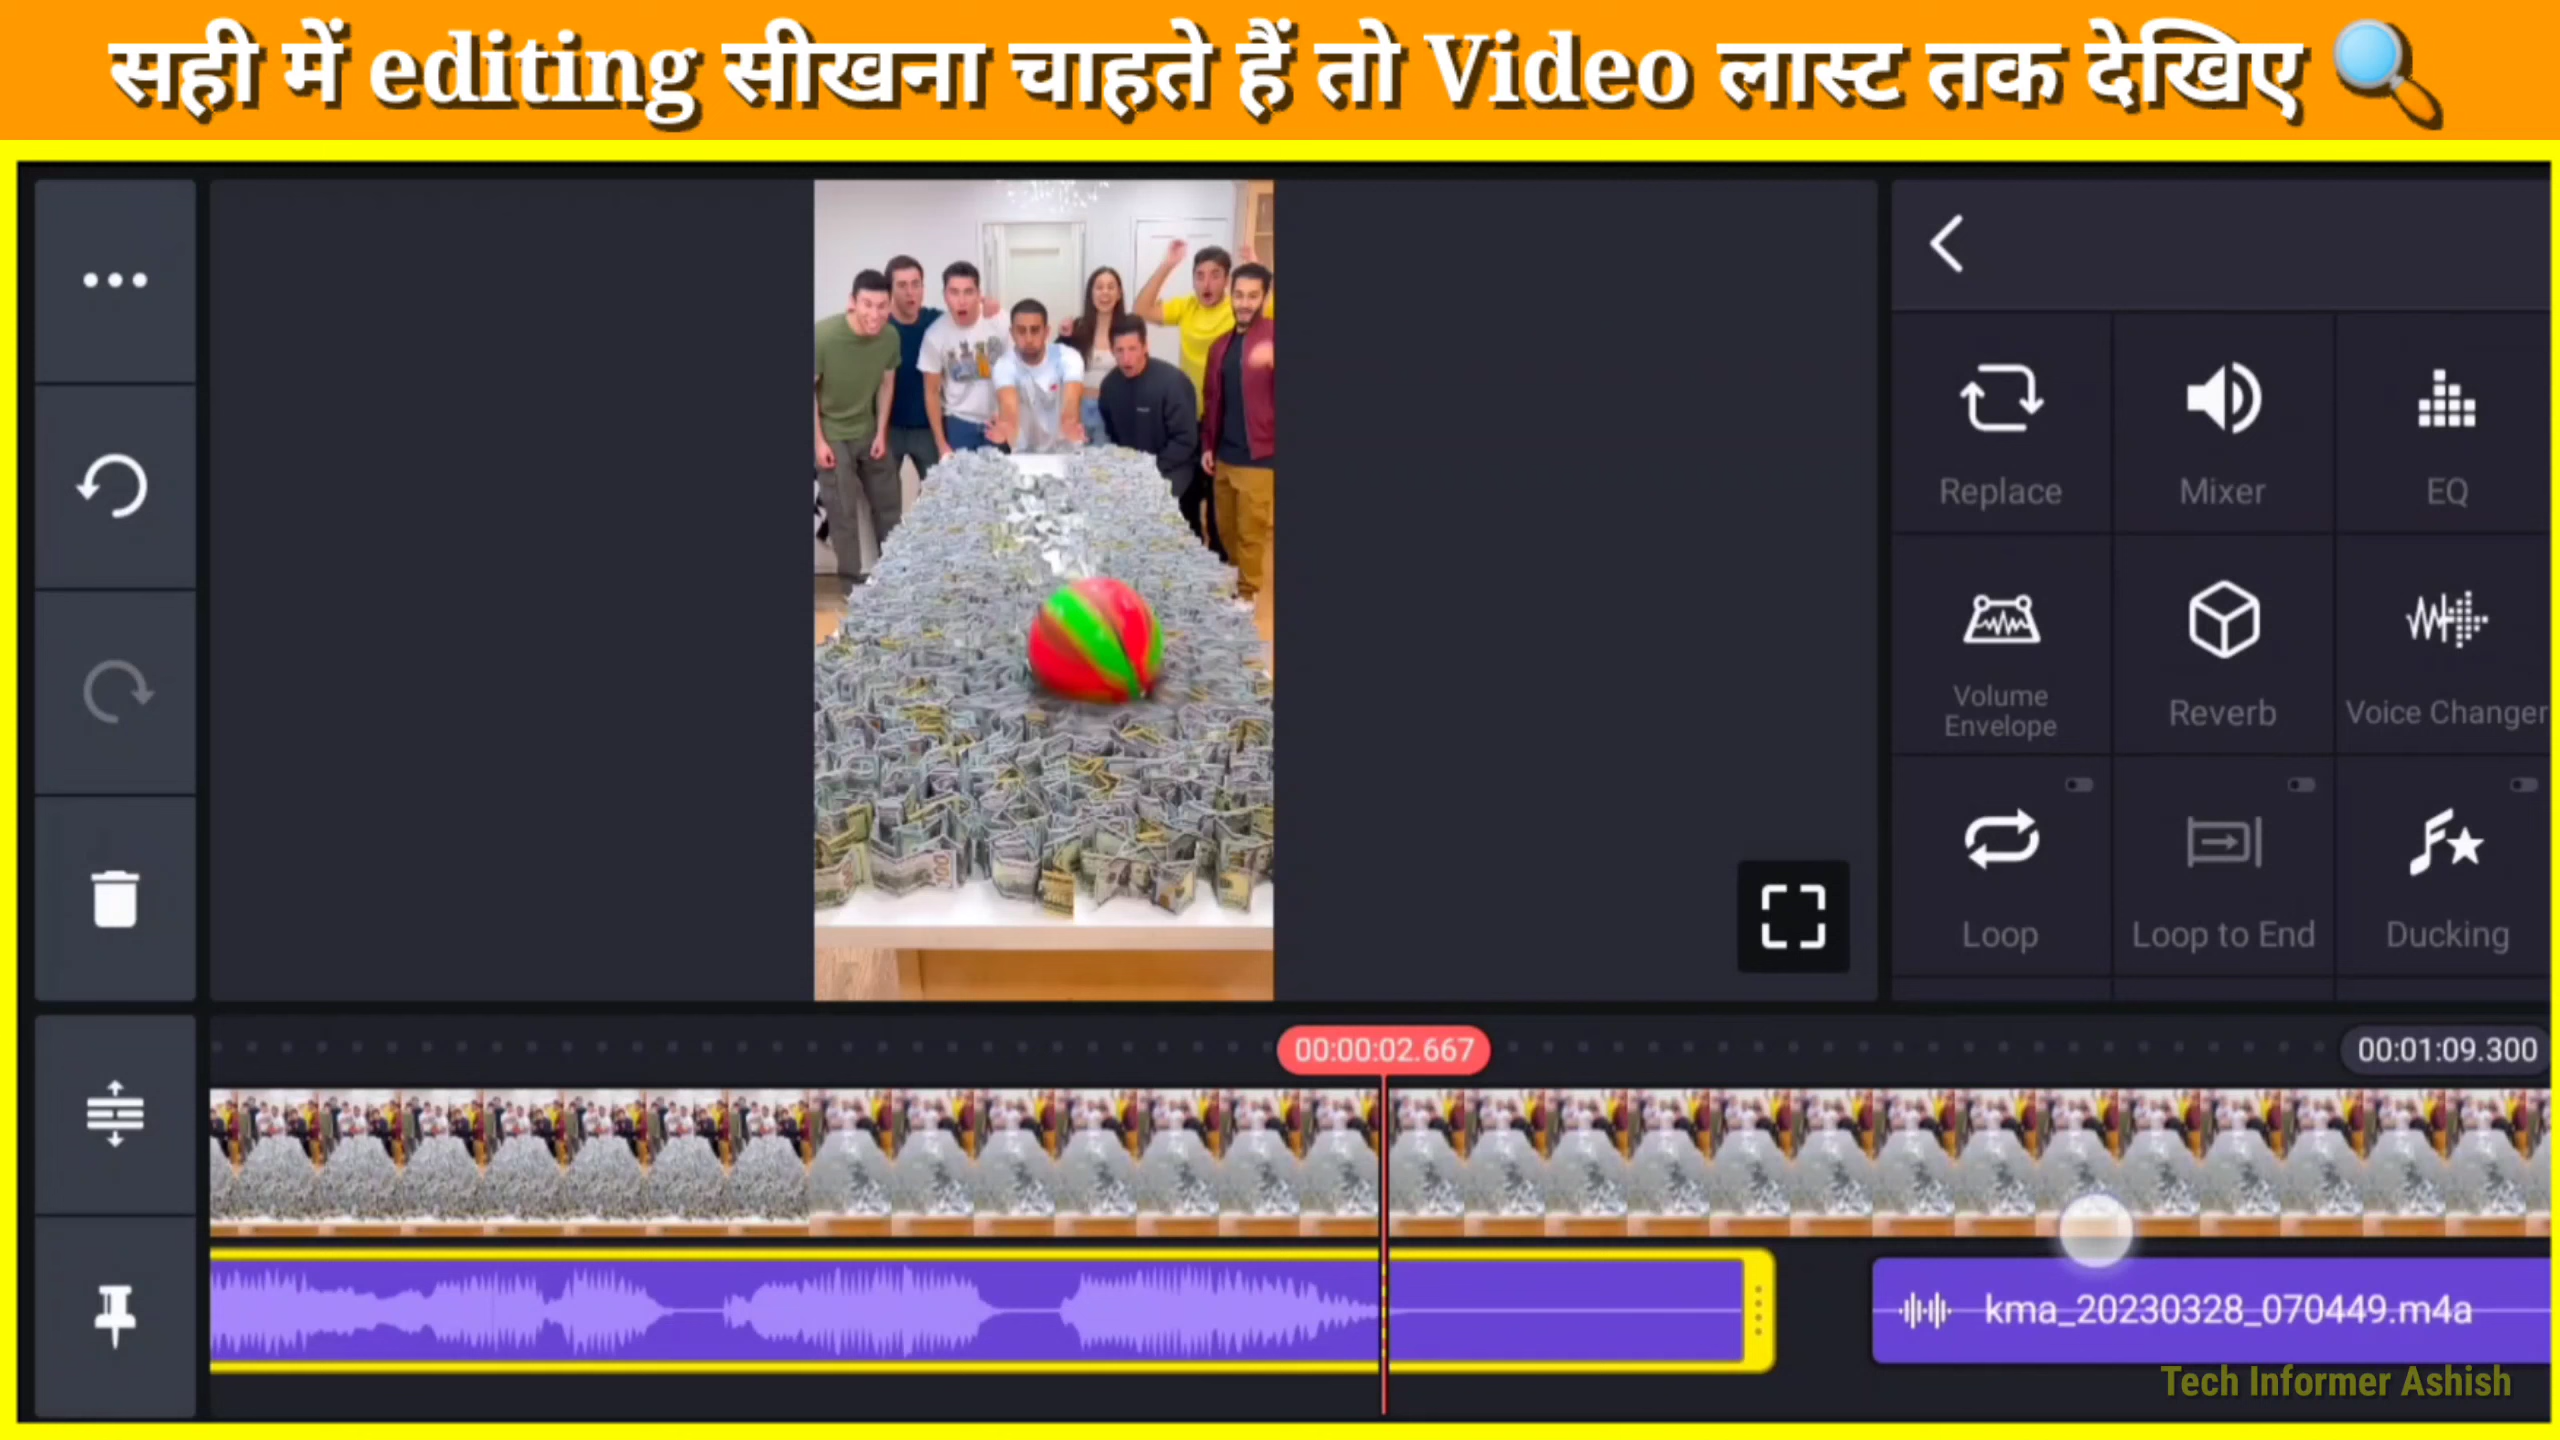 सही में editing सीखना चाहते हैं तो Video लास्ट तक देखिए
Replace
Mixer
EQ
Volume
Envelope
Reverb
Voice Changer
Loop
Loop to End
Ducking
00:00:02.667
00:01:09.300
kma_20230328_070449.m4a
Tech Informer Ashish